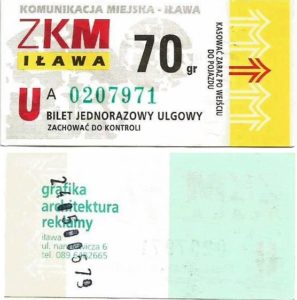 KOMUNIKACJA MIEJSKA - IŁAWA
ZKM
IŁAWA
70 gr
KASOWAĆ ZARAZ PO WEJŚCIU
DO POJAZDU
U A 0207971
BILET JEDNORAZOWY ULGOWY
ZACHOWAĆ DO KONTROLI
grafika
architektura
reklamy
iława